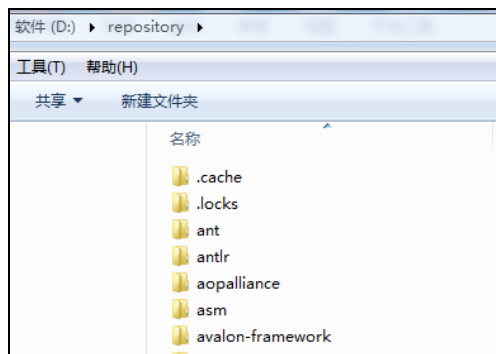 软件 (D:) ▸ repository ▸
工具(T) 帮助(H)
共享 ▾ 新建文件夹
名称
.cache
.locks
ant
antlr
aopalliance
asm
avalon-framework